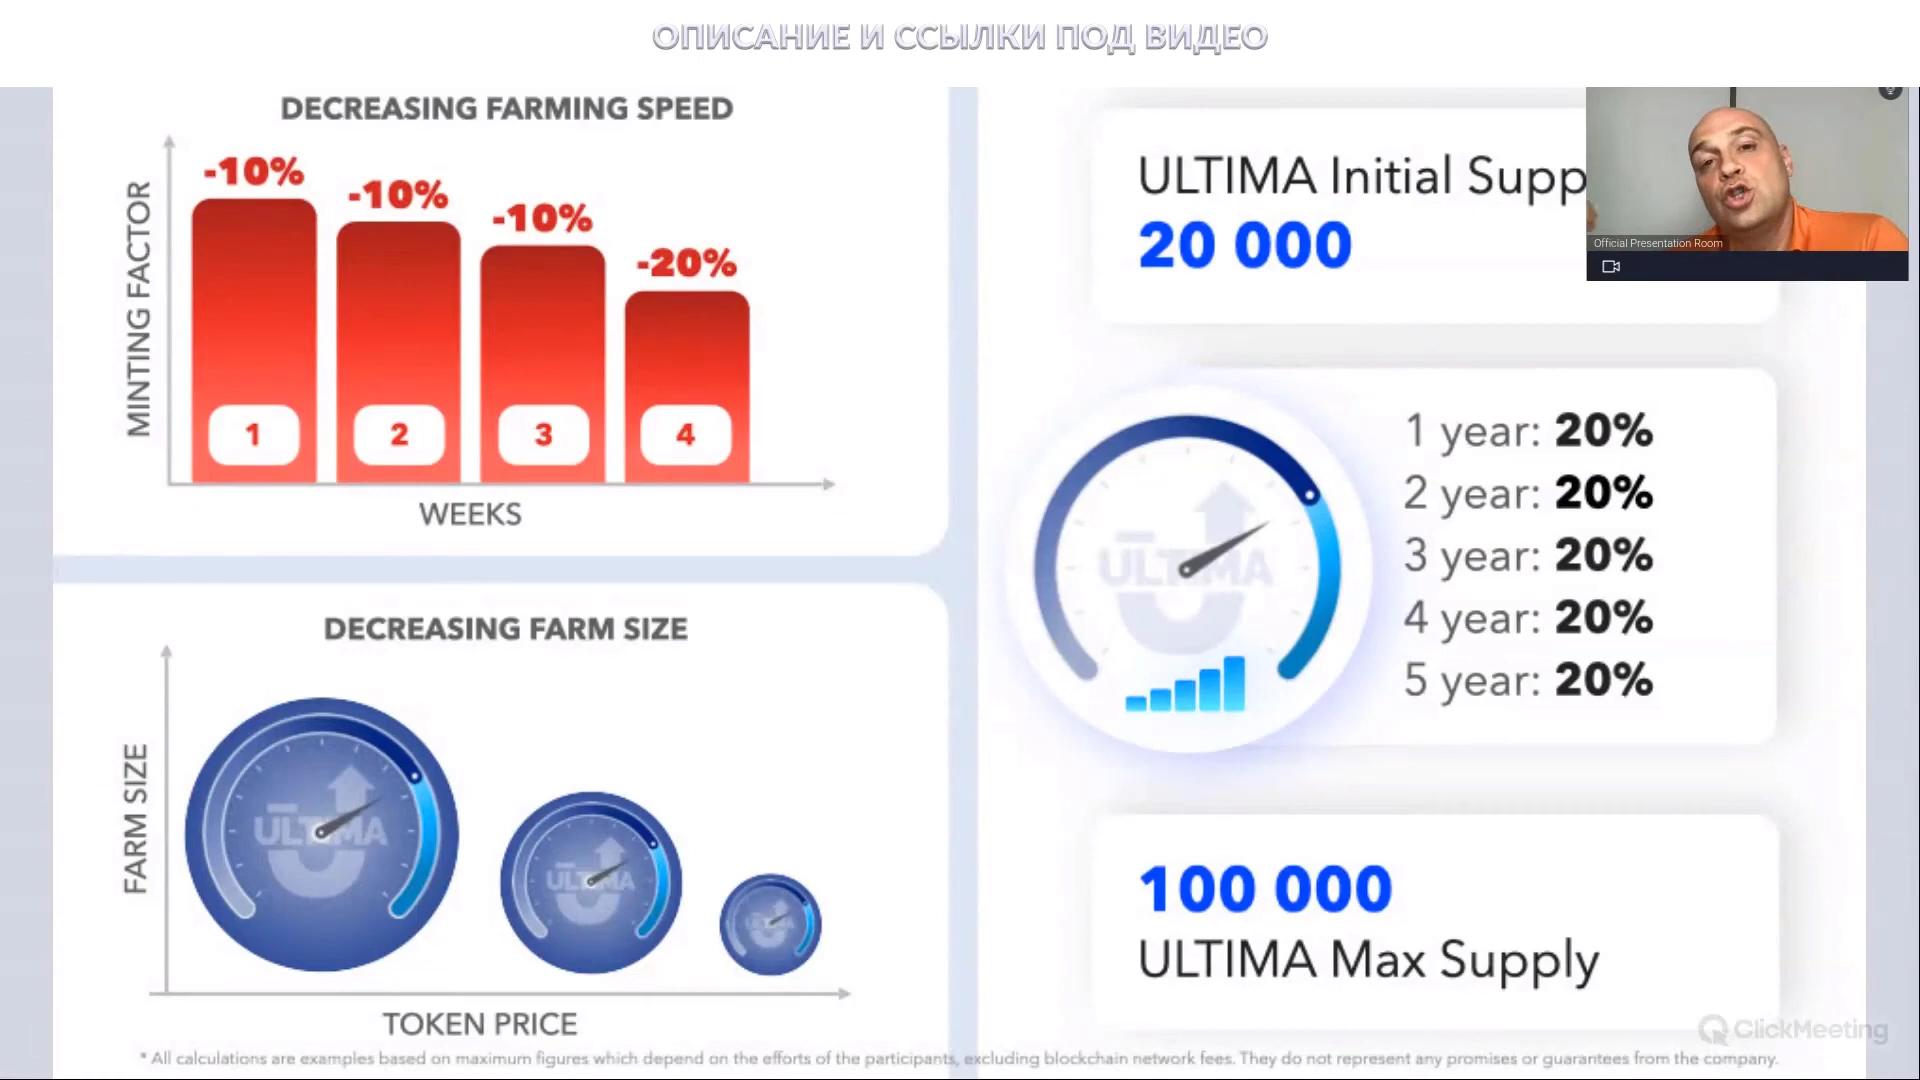 ОПИСАНИЕ И ССЫЛКИ ПОД ВИДЕО
DECREASING FARMING SPEED
MINTING FACTOR
-10%
-10%
-10%
-20%
1
2
3
4
WEEKS
DECREASING FARM SIZE
FARM SIZE
ULTIMA
ULTIMA
ULTIMA
TOKEN PRICE
ULTIMA Initial Supp
20 000
Official Presentation Room
ULTIMA
1 year: 20%
2 year: 20%
3 year: 20%
4 year: 20%
5 year: 20%
100 000
ULTIMA Max Supply
ClickMeeting
* All calculations are examples based on maximum figures which depend on the efforts of the participants, excluding blockchain network fees. They do not represent any promises or guarantees from the company.